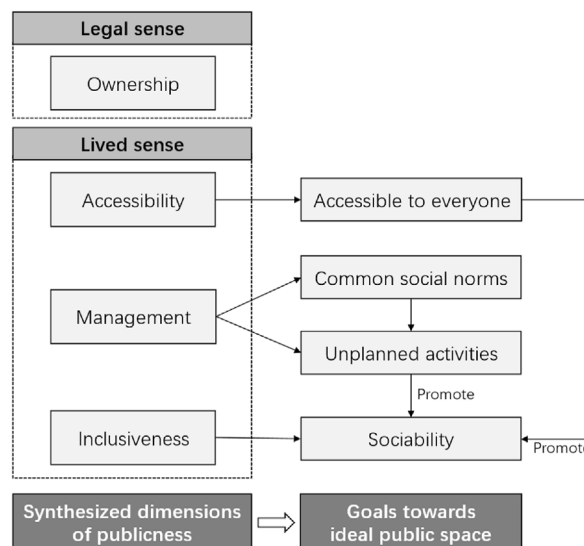 Legal sense
Ownership
Lived sense
Accessibility
Accessible to everyone
Common social norms
Management
Unplanned activities
Promote
Inclusiveness
Sociability
Promote
Synthesized dimensions
of publicness
Goals towards
ideal public space